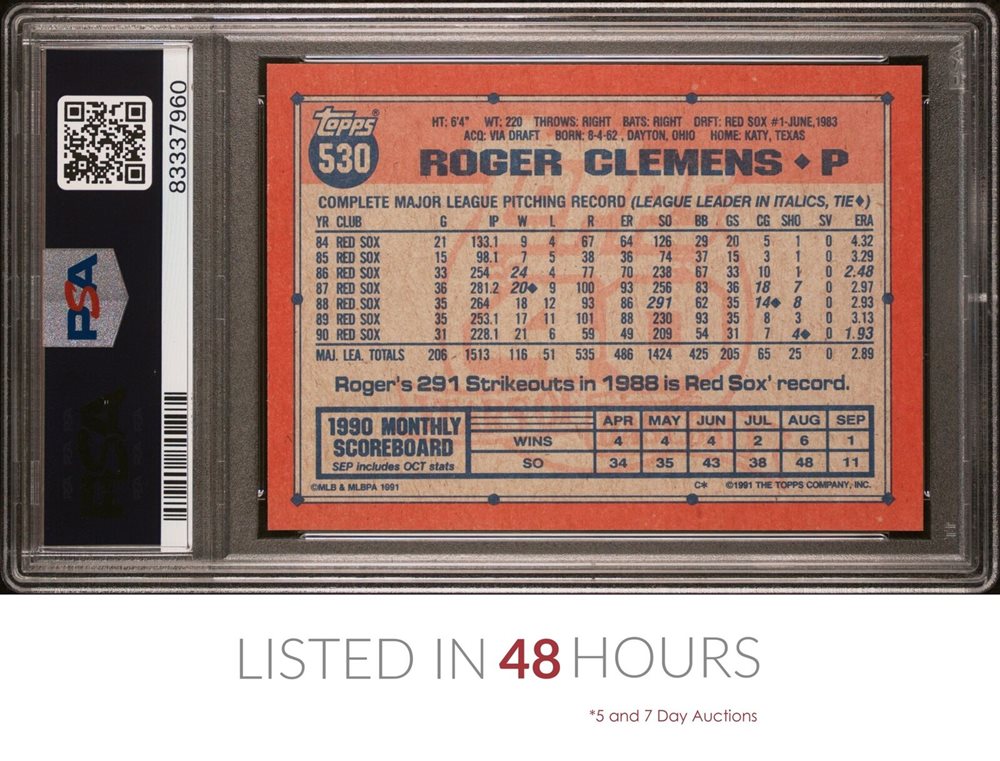 83337960
PSA
Topps®
530
HT: 6'4" WT: 220 THROWS: RIGHT BATS: RIGHT DRFT: RED SOX #1-JUNE, 1983
ACQ: VIA DRAFT BORN: 8-4-62, DAYTON, OHIO HOME: KATY, TEXAS
ROGER CLEMENS ◆ P
COMPLETE MAJOR LEAGUE PITCHING RECORD (LEAGUE LEADER IN ITALICS, TIE◆)
YR CLUB G IP W L R ER SO BB GS CG SHO SV ERA
84 RED SOX 21 133.1 9 4 67 64 126 29 20 5 1 0 4.32
85 RED SOX 15 98.1 7 5 38 36 74 37 15 3 1 0 3.29
86 RED SOX 33 254 24 4 77 70 238 67 33 10 1 0 2.48
87 RED SOX 36 281.2 20◆ 9 100 93 256 83 36 18 7 0 2.97
88 RED SOX 35 264 18 12 93 86 291 62 35 14◆ 8 0 2.93
89 RED SOX 35 253.1 17 11 101 88 230 93 35 8 3 0 3.13
90 RED SOX 31 228.1 21 6 59 49 209 54 31 7 4◆ 0 1.93
MAJ. LEA. TOTALS 206 1513 116 51 535 486 1424 425 205 65 25 0 2.89
Roger's 291 Strikeouts in 1988 is Red Sox' record.
1990 MONTHLY SCOREBOARD
SEP includes OCT stats
APR MAY JUN JUL AUG SEP
WINS 4 4 4 2 6 1
SO 34 35 43 38 48 11
©MLB & MLBPA 1991 C* ©1991 THE TOPPS COMPANY, INC.
LISTED IN 48 HOURS
*5 and 7 Day Auctions